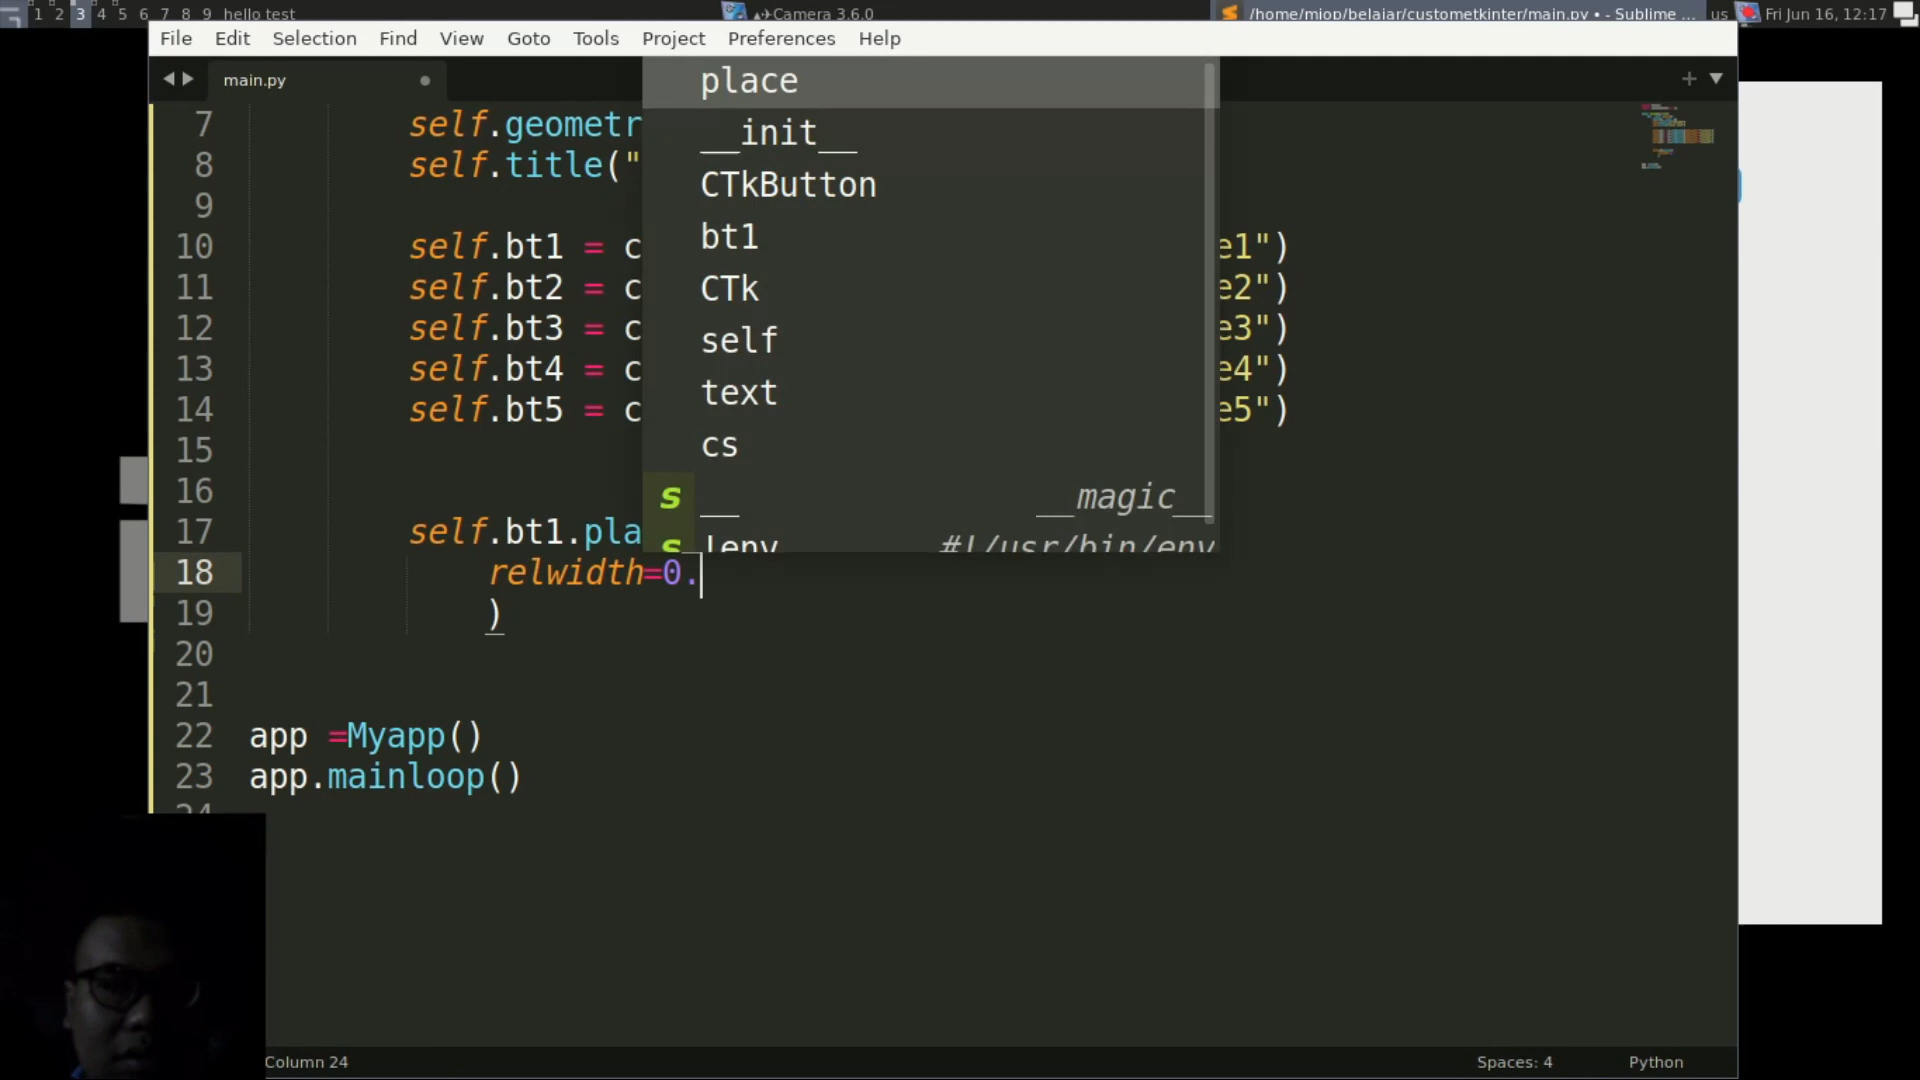 1 2 3 4 5 6 7 8 9 hello test
Camera 3.6.0
/home/miop/belajar/custometkinter/main.py • - Sublime ...
us
Fri Jun 16, 12:17
File Edit Selection Find View Goto Tools Project Preferences Help
main.py
place
__init__
CTkButton
bt1
CTk
self
text
cs
s __ __magic__
s !env #!/usr/bin/env
7 self.geometr
8 self.title("
9
10 self.bt1 = c e1")
11 self.bt2 = c e2")
12 self.bt3 = c e3")
13 self.bt4 = c e4")
14 self.bt5 = c e5")
15
16
17 self.bt1.pla
18 relwidth=0.
19 )
20
21
22 app =Myapp()
23 app.mainloop()
24
Column 24
Spaces: 4
Python